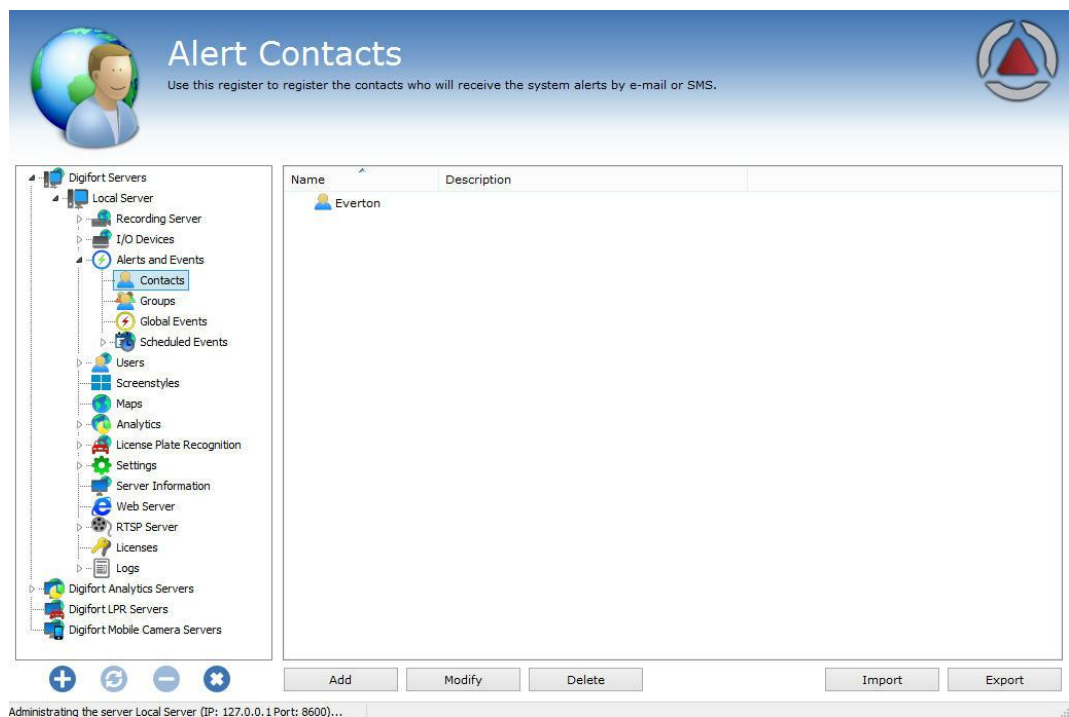 Alert Contacts
Use this register to register the contacts who will receive the system alerts by e-mail or SMS.
Digifort Servers
Local Server
Recording Server
I/O Devices
Alerts and Events
Contacts
Groups
Global Events
Scheduled Events
Users
Screenstyles
Maps
Analytics
License Plate Recognition
Settings
Server Information
Web Server
RTSP Server
Licenses
Logs
Digifort Analytics Servers
Digifort LPR Servers
Digifort Mobile Camera Servers
Name Description
Everton
Add Modify Delete Import Export
Administrating the server Local Server (IP: 127.0.0.1 Port: 8600)...